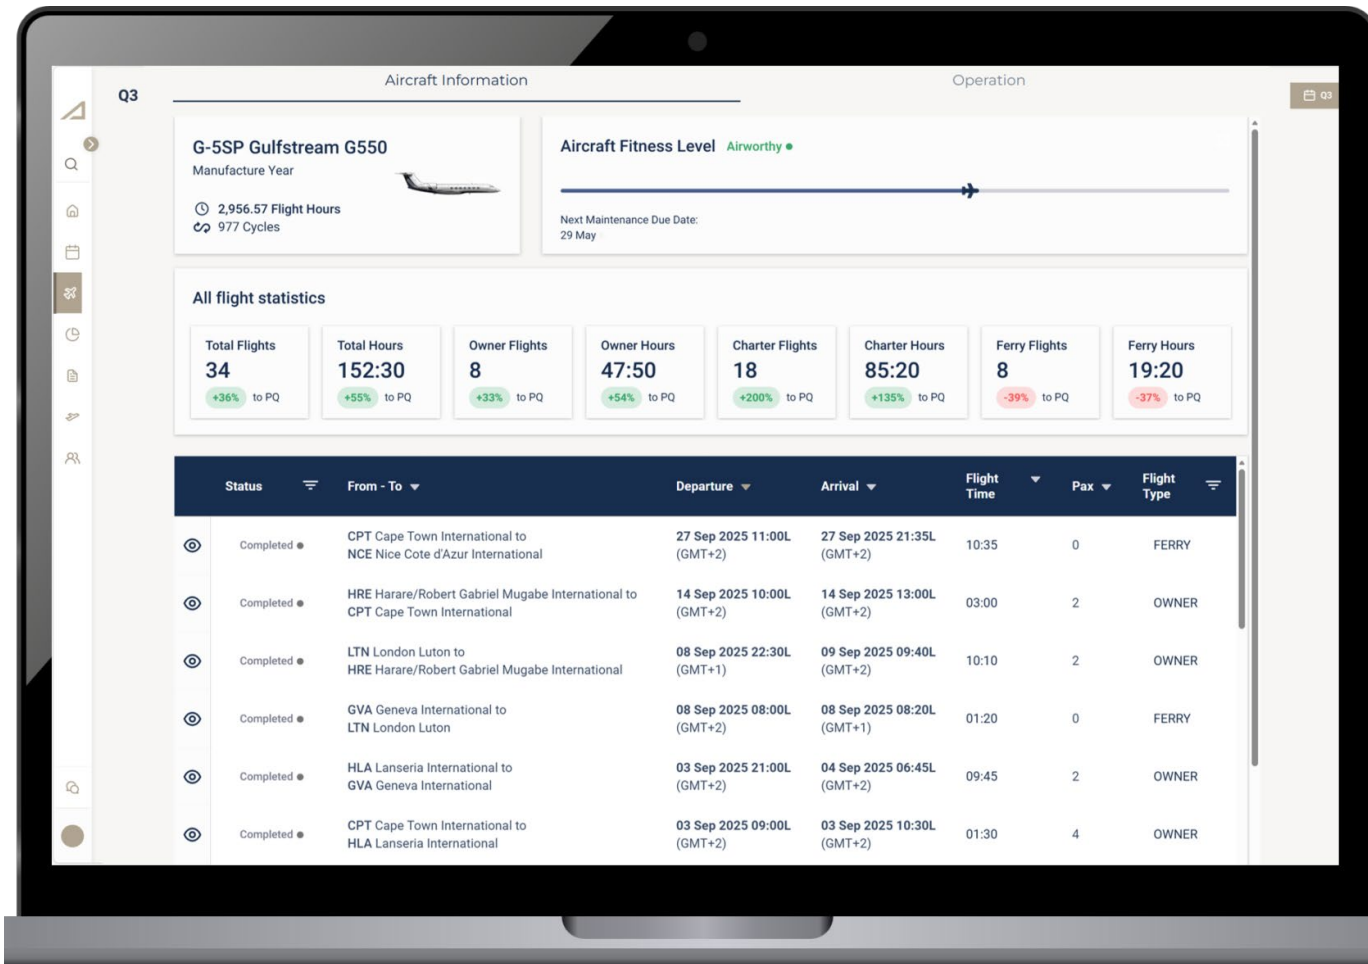 Aircraft Information
Operation
Q3
Q3
G-5SP Gulfstream G550
Manufacture Year
2,956.57 Flight Hours
977 Cycles
Aircraft Fitness Level Airworthy
Next Maintenance Due Date:
29 May
All flight statistics
Total Flights
34
+36% to PQ
Total Hours
152:30
+55% to PQ
Owner Flights
8
+33% to PQ
Owner Hours
47:50
+54% to PQ
Charter Flights
18
+200% to PQ
Charter Hours
85:20
+135% to PQ
Ferry Flights
8
-39% to PQ
Ferry Hours
19:20
-37% to PQ
Status From - To Departure Arrival Flight Time Pax Flight Type
Completed
CPT Cape Town International to
NCE Nice Cote d'Azur International
27 Sep 2025 11:00L
(GMT+2)
27 Sep 2025 21:35L
(GMT+2)
10:35
0
FERRY
Completed
HRE Harare/Robert Gabriel Mugabe International to
CPT Cape Town International
14 Sep 2025 10:00L
(GMT+2)
14 Sep 2025 13:00L
(GMT+2)
03:00
2
OWNER
Completed
LTN London Luton to
HRE Harare/Robert Gabriel Mugabe International
08 Sep 2025 22:30L
(GMT+1)
09 Sep 2025 09:40L
(GMT+2)
10:10
2
OWNER
Completed
GVA Geneva International to
LTN London Luton
08 Sep 2025 08:00L
(GMT+2)
08 Sep 2025 08:20L
(GMT+1)
01:20
0
FERRY
Completed
HLA Lanseria International to
GVA Geneva International
03 Sep 2025 21:00L
(GMT+2)
04 Sep 2025 06:45L
(GMT+2)
09:45
2
OWNER
Completed
CPT Cape Town International to
HLA Lanseria International
03 Sep 2025 09:00L
(GMT+2)
03 Sep 2025 10:30L
(GMT+2)
01:30
4
OWNER